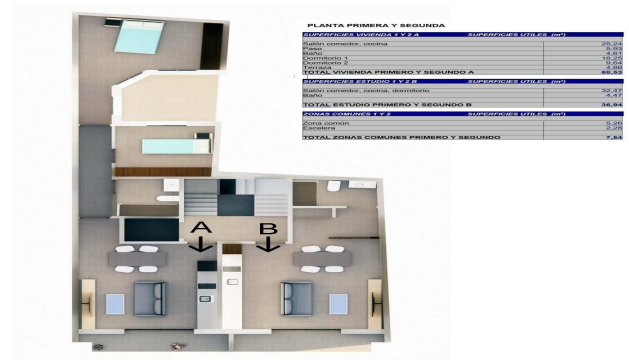 PLANTA PRIMERA Y SEGUNDA
SUPERFICIES VIVIENDA 1 Y 2 A SUPERFICIES UTILES (m²)
Salón comedor, cocina 25,24
Paso 5,93
Baño 4,61
Dormitorio 1 18,25
Dormitorio 2 9,64
Terraza 4,86
TOTAL VIVIENDA PRIMERO Y SEGUNDO A 68,53
SUPERFICIES ESTUDIO 1 Y 2 B SUPERFICIES UTILES (m²)
Salón comedor, cocina, dormitorio 32,47
Baño 4,47
TOTAL ESTUDIO PRIMERO Y SEGUNDO B 36,94
ZONAS COMUNES 1 Y 2 SUPERFICIES UTILES (m²)
Zona común 5,26
Escalera 2,28
TOTAL ZONAS COMUNES PRIMERO Y SEGUNDO 7,54
A B